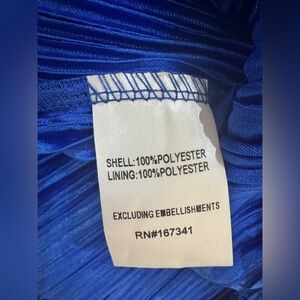 SHELL:100%POLYESTER
LINING:100%POLYESTER
EXCLUDING EMBELLISHMENTS
RN#167341